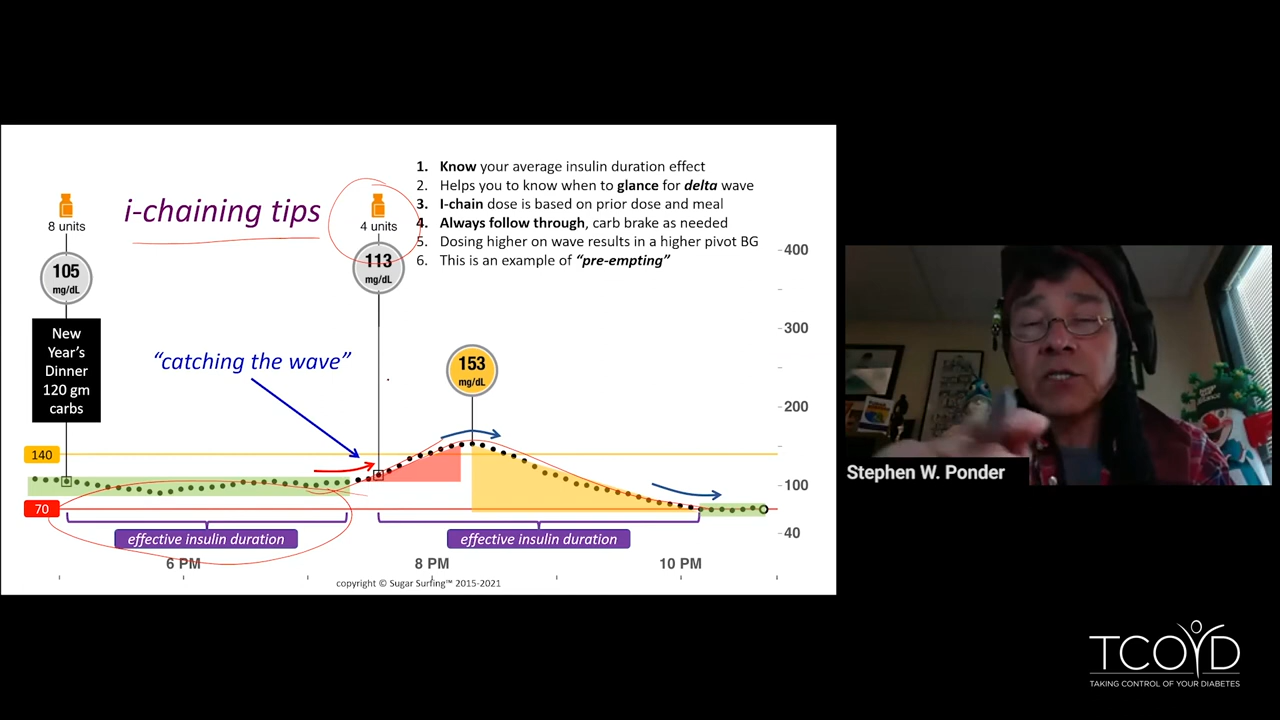 i-chaining tips
8 units
105
mg/dL
New
Year's
Dinner
120 gm
carbs
4 units
113
mg/dL
1. Know your average insulin duration effect
2. Helps you to know when to glance for delta wave
3. I-chain dose is based on prior dose and meal
4. Always follow through, carb brake as needed
5. Dosing higher on wave results in a higher pivot BG
6. This is an example of "pre-empting"
"catching the wave"
153
mg/dL
400
300
200
100
40
140
70
effective insulin duration
effective insulin duration
6 PM
8 PM
10 PM
copyright © Sugar Surfing™ 2015-2021
Stephen W. Ponder
TCOYD
TAKING CONTROL OF YOUR DIABETES